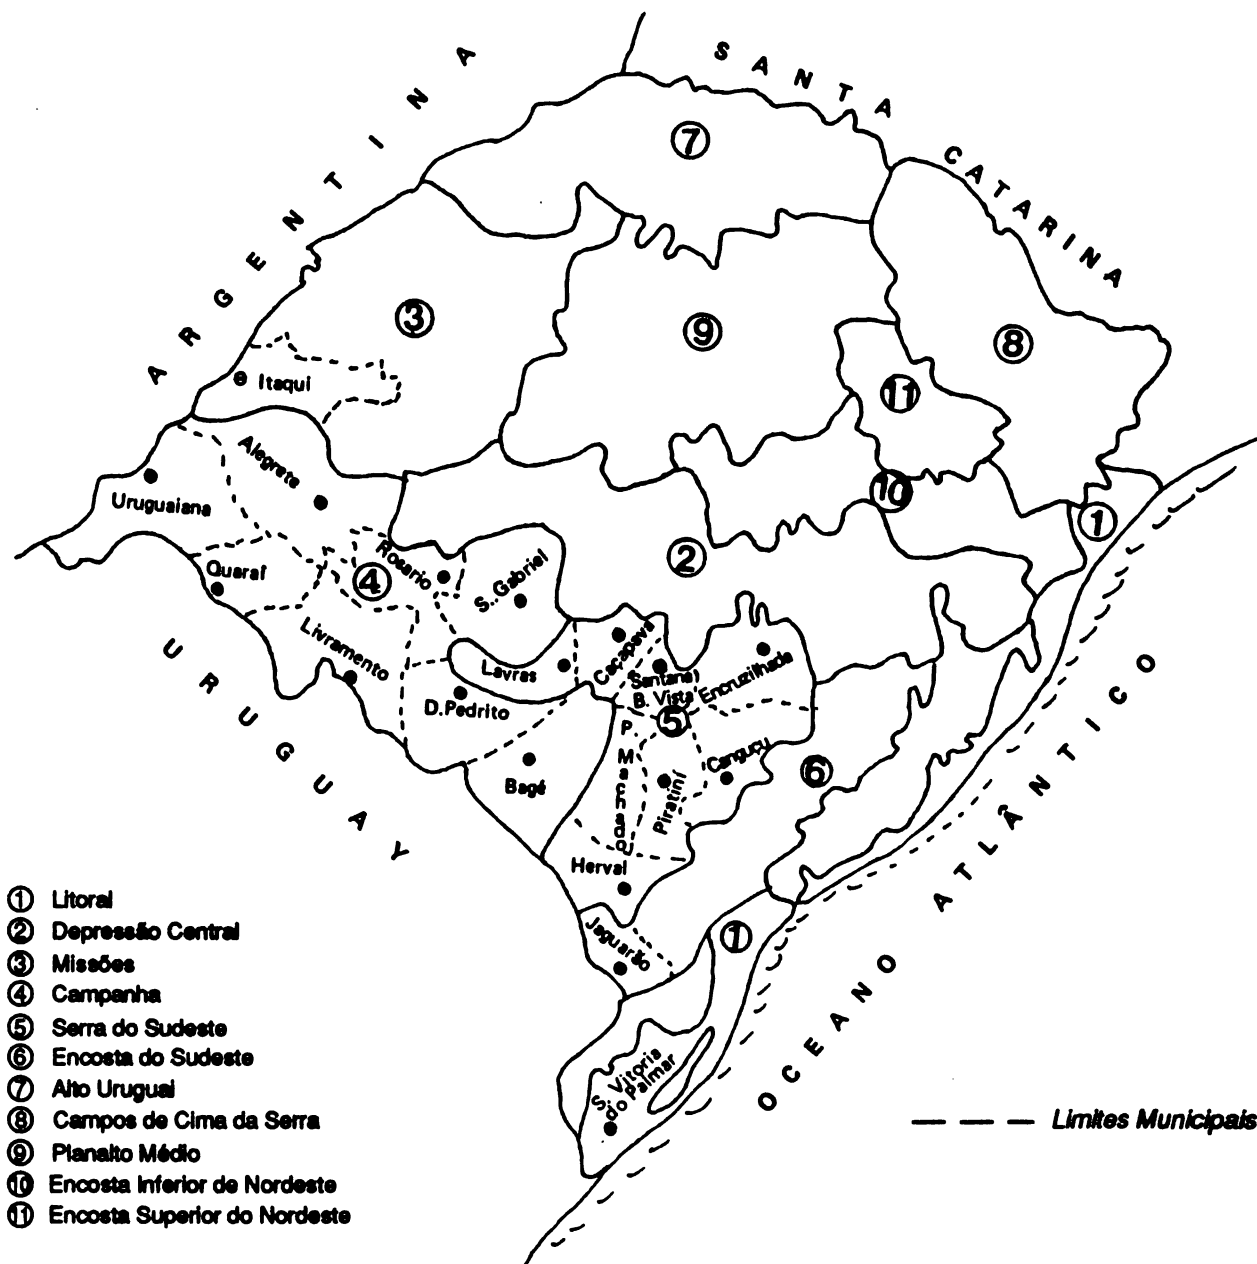 ARGENTINA
SANTA CATARINA
7
3
9
8
11
Itaqui
Alegrete
Uruguaiana
10
1
2
Rosario
S. Gabriel
Quaraí
4
Livramento
Caçapava
Lavras
Santana
B. Vista
Encruzilhada
D.Pedrito
5
P. Machado
Canguçu
6
Bagé
Piratiní
Herval
Jaguarão
1
S. Vitoria
do Palmar
URUGUAY
OCEANO ATLÂNTICO
1 Litoral
2 Depressão Central
3 Missões
4 Campanha
5 Serra do Sudeste
6 Encosta do Sudeste
7 Alto Uruguai
8 Campos de Cima da Serra
9 Planalto Médio
10 Encosta Inferior de Nordeste
11 Encosta Superior do Nordeste
Limites Municipais